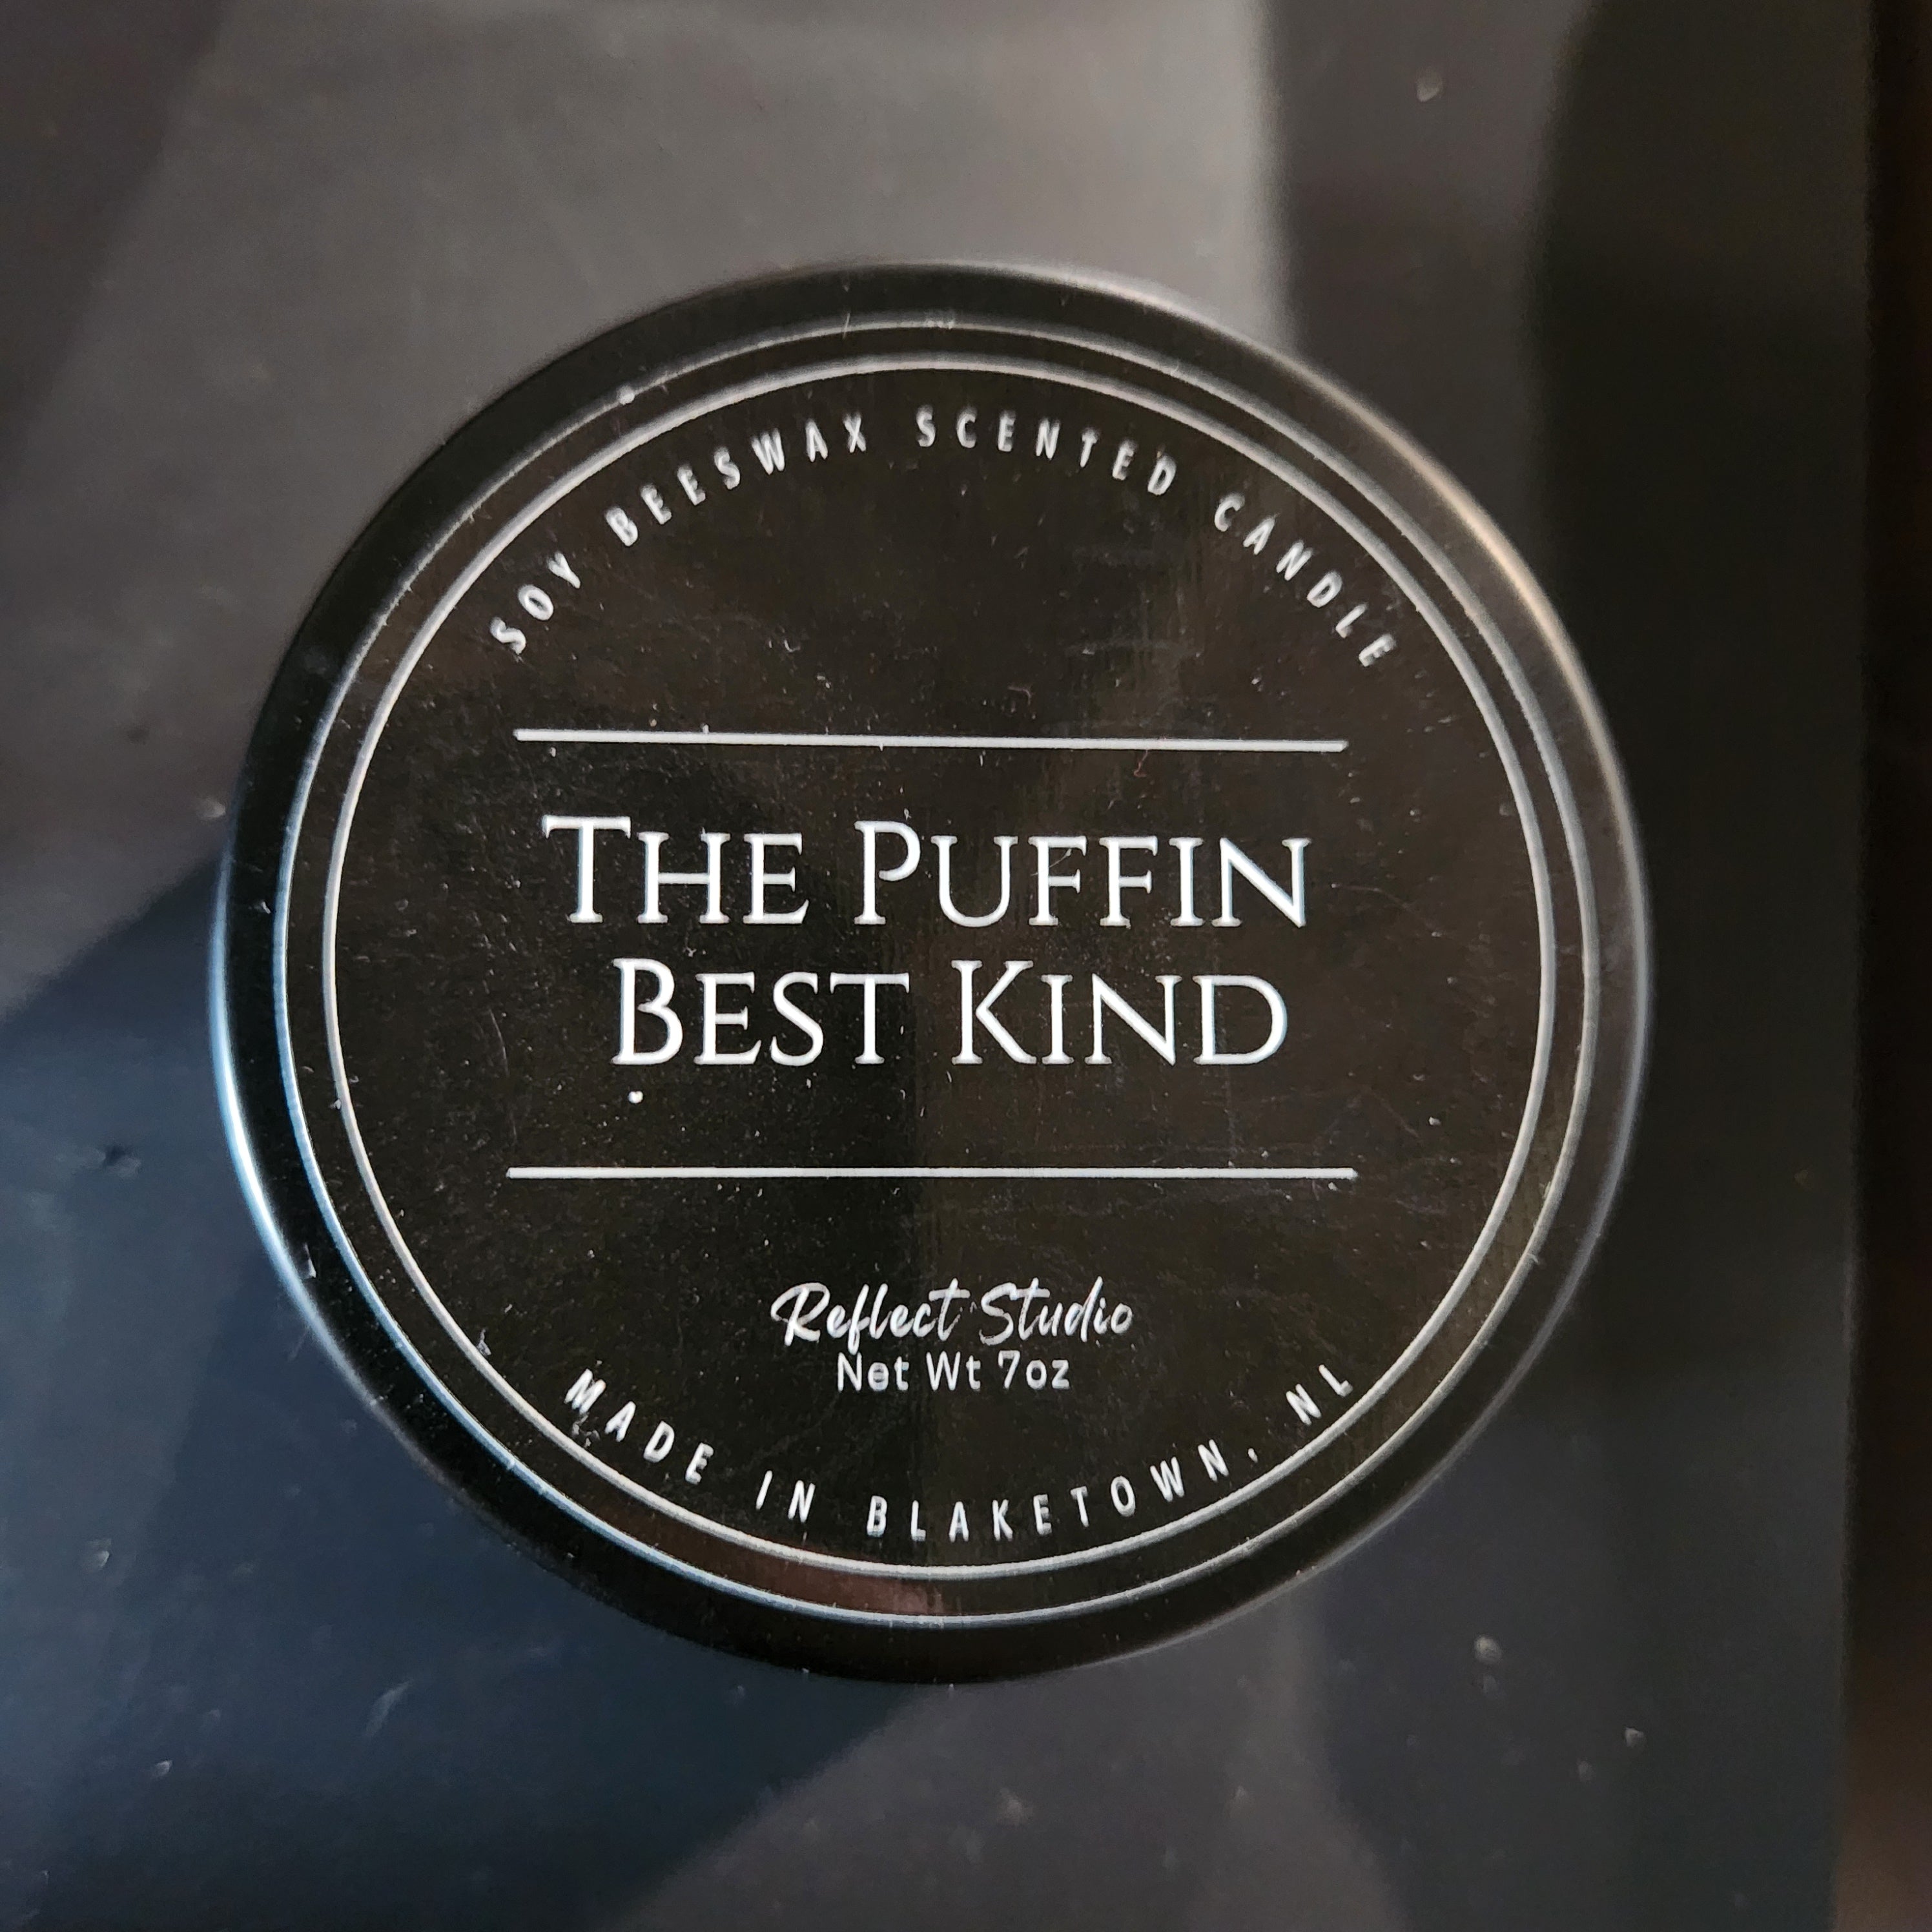 SOY BEESWAX SCENTED CANDLE
THE PUFFIN
BEST KIND
Reflect Studio
Net Wt 7oz
MADE IN BLAKETOWN, NL